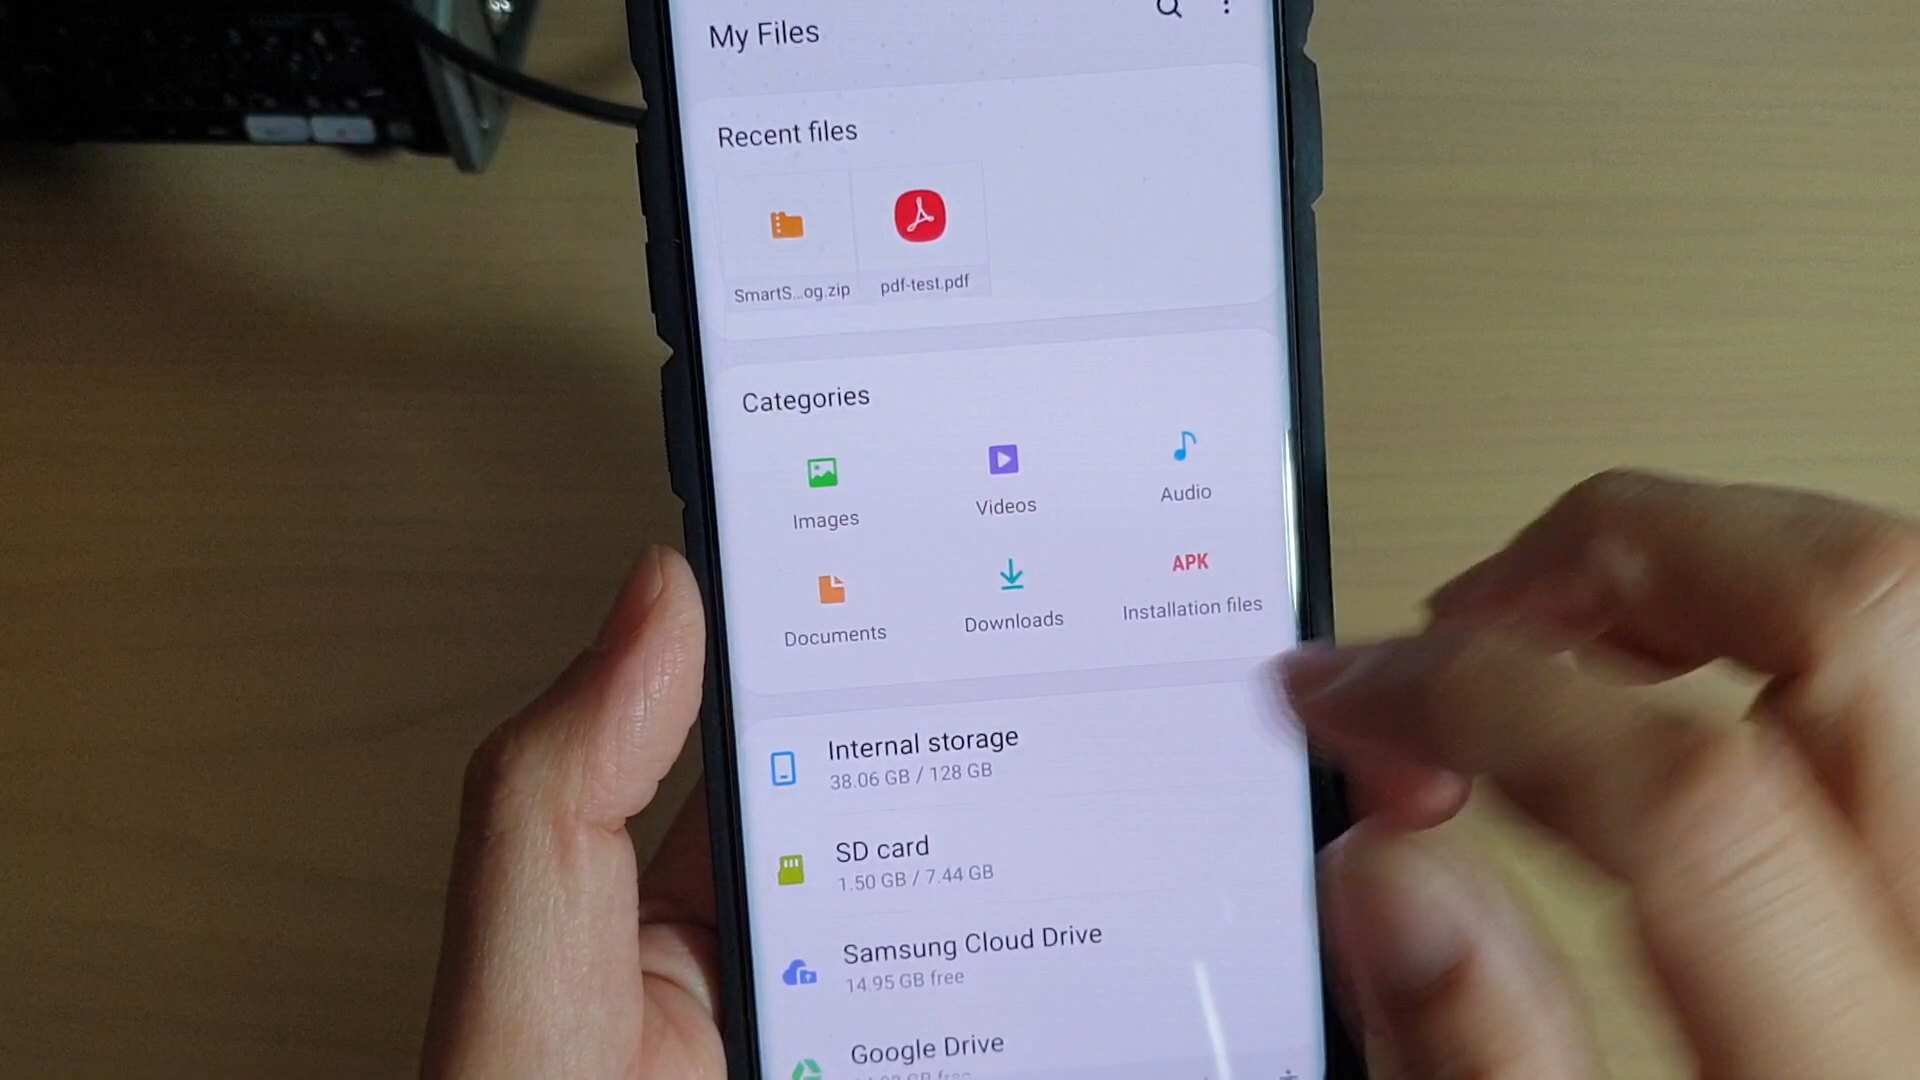 My Files
Recent files
SmartS...og.zip
pdf-test.pdf
Categories
Images
Videos
Audio
Documents
Downloads
APK
Installation files
Internal storage
38.06 GB / 128 GB
SD card
1.50 GB / 7.44 GB
Samsung Cloud Drive
14.95 GB free
Google Drive
GB free